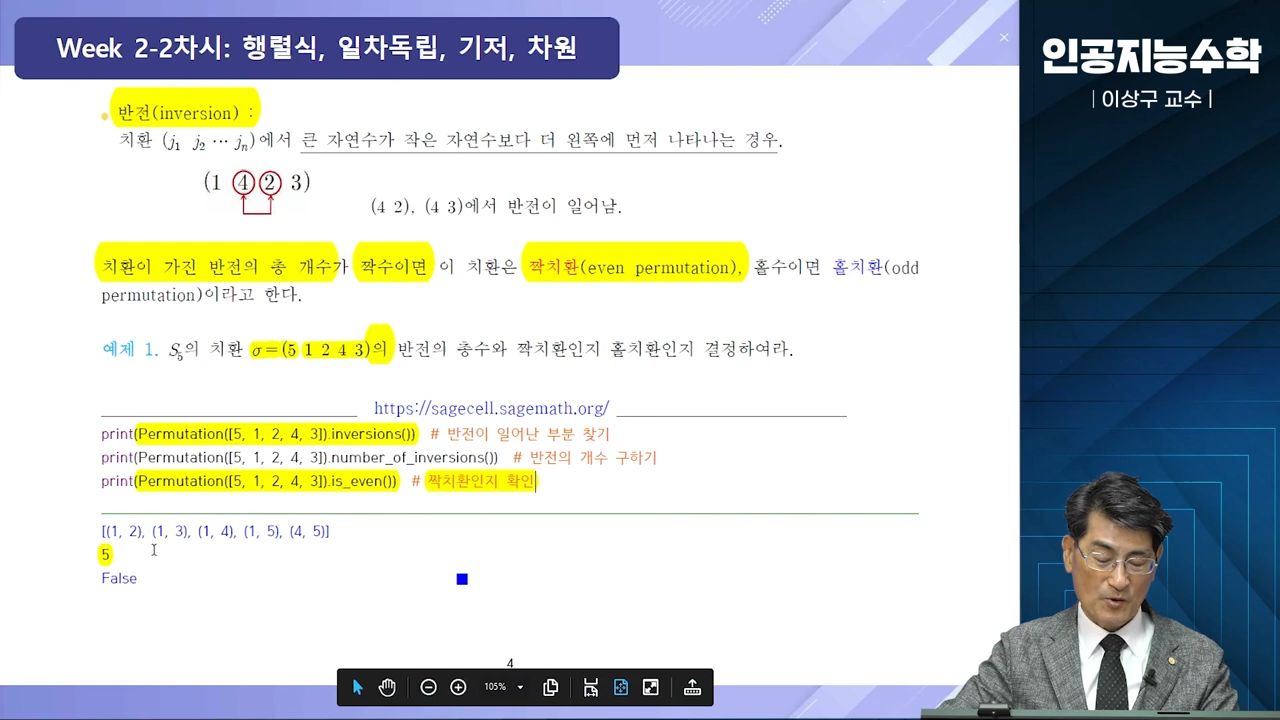 Week 2-2차시: 행렬식, 일차독립, 기저, 차원
인공지능수학
| 이상구 교수 |
반전(inversion) :
치환 (j₁ j₂ ⋯ jₙ)에서 큰 자연수가 작은 자연수보다 더 왼쪽에 먼저 나타나는 경우.
(1 4 2 3)
(4 2), (4 3)에서 반전이 일어남.
치환이 가진 반전의 총 개수가 짝수이면 이 치환은 짝치환(even permutation), 홀수이면 홀치환(odd
permutation)이라고 한다.
예제 1. S₅의 치환 σ=(5 1 2 4 3)의 반전의 총수와 짝치환인지 홀치환인지 결정하여라.
https://sagecell.sagemath.org/
print(Permutation([5, 1, 2, 4, 3]).inversions()) # 반전이 일어난 부분 찾기
print(Permutation([5, 1, 2, 4, 3]).number_of_inversions()) # 반전의 개수 구하기
print(Permutation([5, 1, 2, 4, 3]).is_even()) # 짝치환인지 확인
[(1, 2), (1, 3), (1, 4), (1, 5), (4, 5)]
5
False
4
105%